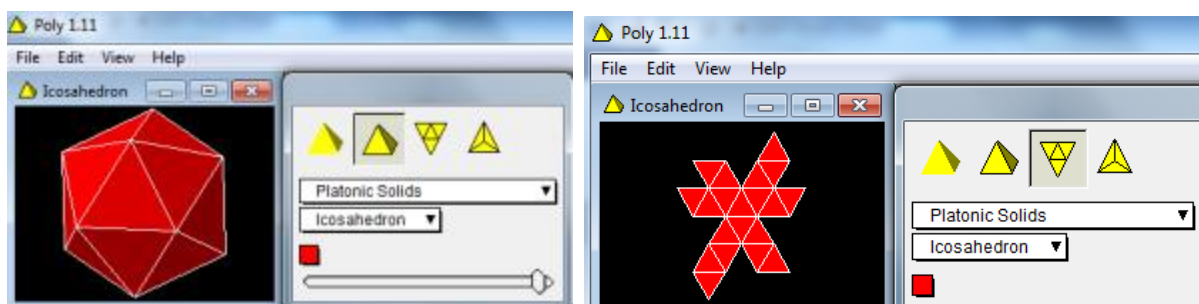 Poly 1.11
File Edit View Help
Icosahedron
Platonic Solids
Icosahedron
Poly 1.11
File Edit View Help
Icosahedron
Platonic Solids
Icosahedron